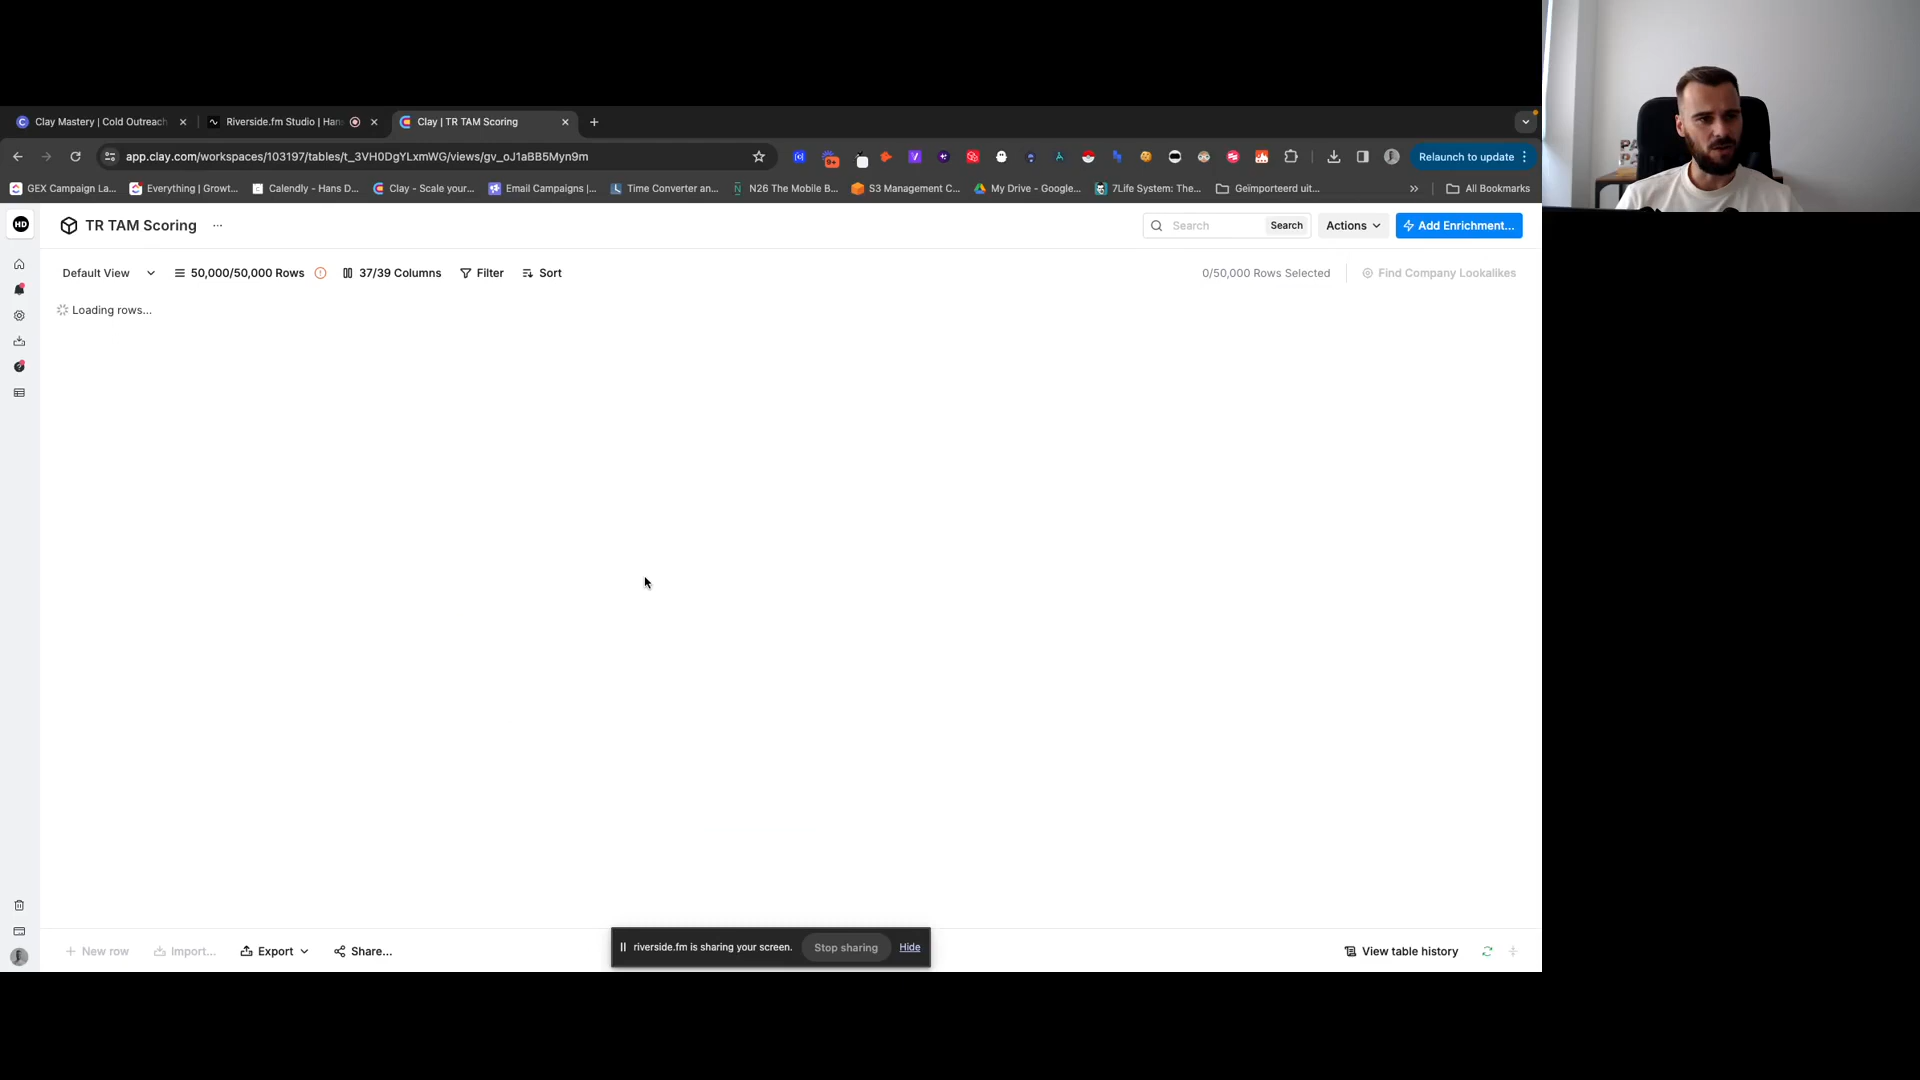 Clay Mastery | Cold Outreach
Riverside.fm Studio | Han
Clay | TR TAM Scoring
app.clay.com/workspaces/103197/tables/t_3VH0DgYLxmWG/views/gv_oJ1aBB5Myn9m
9+
Relaunch to update
GEX Campaign La...
Everything | Growt...
Calendly - Hans D...
Clay - Scale your...
Email Campaigns |...
Time Converter an...
N26 The Mobile B...
S3 Management C...
My Drive - Google...
7Life System: The...
Geïmporteerd uit...
»
All Bookmarks
HD
TR TAM Scoring
...
Search
Search
Actions
Add Enrichment...
Default View
50,000/50,000 Rows
37/39 Columns
Filter
Sort
0/50,000 Rows Selected
Find Company Lookalikes
Loading rows...
+ New row
Import...
Export
Share...
riverside.fm is sharing your screen.
Stop sharing
Hide
View table history